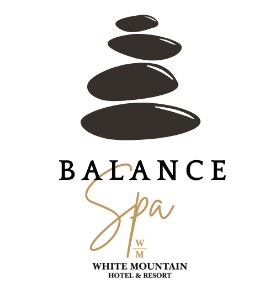 BALANCE
Spa
W
M
WHITE MOUNTAIN
HOTEL & RESORT